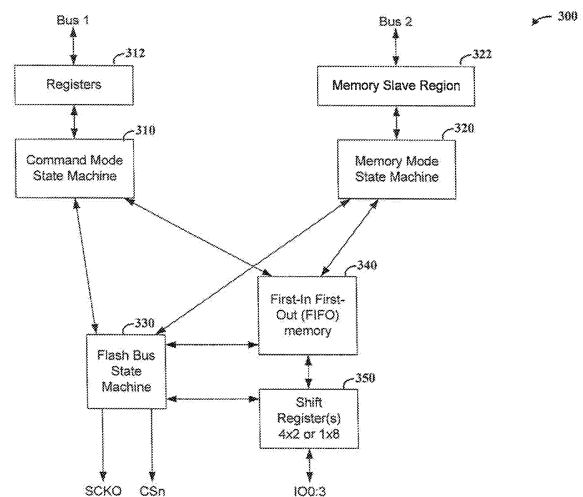 Bus 1
Bus 2
300
312
322
Registers
Memory Slave Region
310
320
Command Mode
State Machine
Memory Mode
State Machine
340
First-In First-
Out (FIFO)
memory
330
Flash Bus
State
Machine
350
Shift
Register(s)
4x2 or 1x8
SCKO
CSn
IO0:3